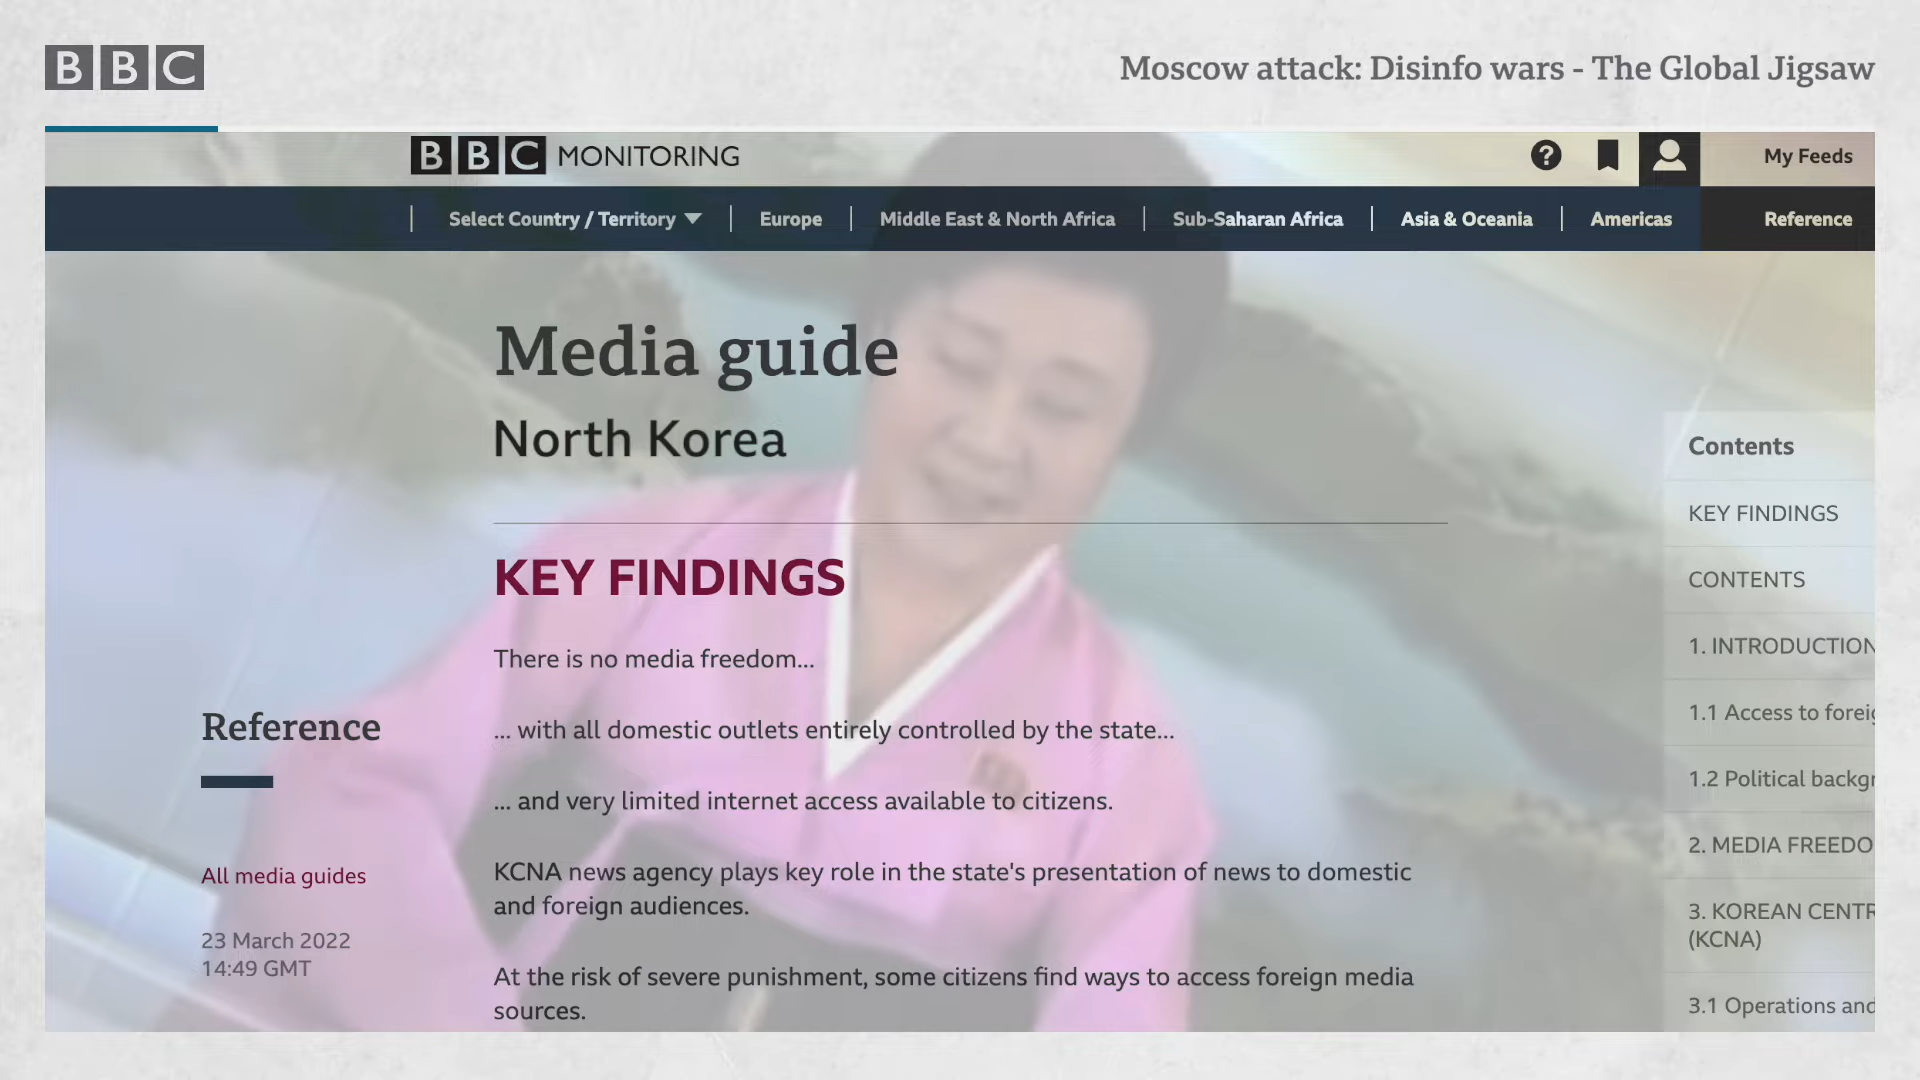 BBC
Moscow attack: Disinfo wars - The Global Jigsaw
BBC MONITORING
?
My Feeds
Select Country / Territory
Europe
Middle East & North Africa
Sub-Saharan Africa
Asia & Oceania
Americas
Reference
Media guide
North Korea
KEY FINDINGS
There is no media freedom...
... with all domestic outlets entirely controlled by the state...
... and very limited internet access available to citizens.
KCNA news agency plays key role in the state's presentation of news to domestic
and foreign audiences.
At the risk of severe punishment, some citizens find ways to access foreign media
sources.
Reference
All media guides
23 March 2022
14:49 GMT
Contents
KEY FINDINGS
CONTENTS
1. INTRODUCTION
1.1 Access to foreig
1.2 Political backgr
2. MEDIA FREEDO
3. KOREAN CENTR
(KCNA)
3.1 Operations and